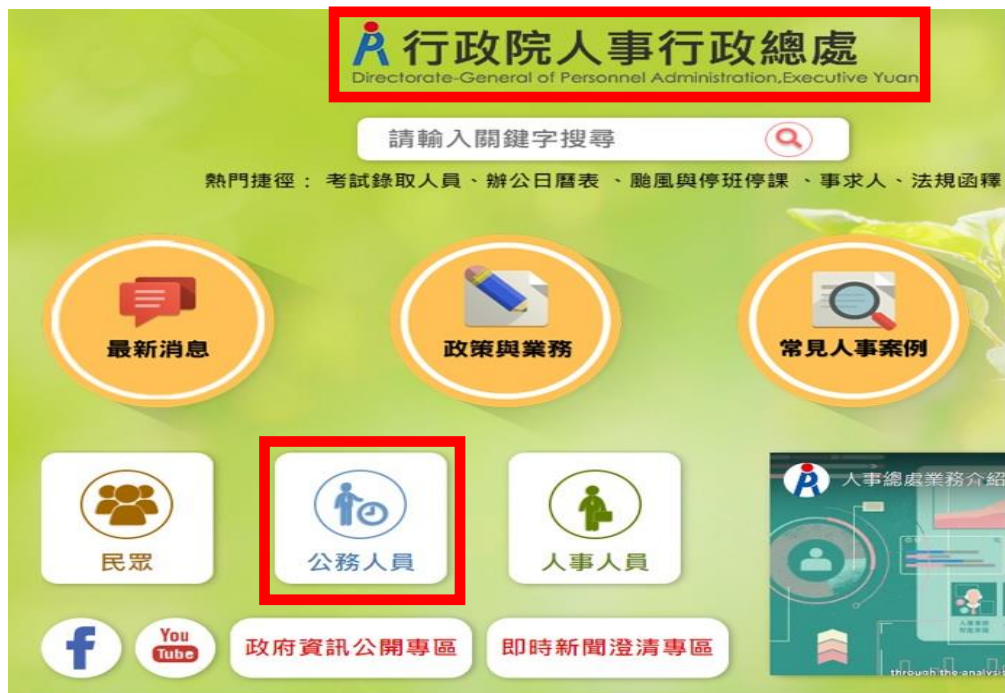 行政院人事行政總處
Directorate-General of Personnel Administration,Executive Yuan
請輸入關鍵字搜尋
熱門捷徑： 考試錄取人員、辦公日曆表 、颱風與停班停課 、事求人、法規函釋
最新消息
政策與業務
常見人事案例
人事總處業務介紹
民眾
公務人員
人事人員
f
You
Tube
政府資訊公開專區
即時新聞澄清專區
through the analysis